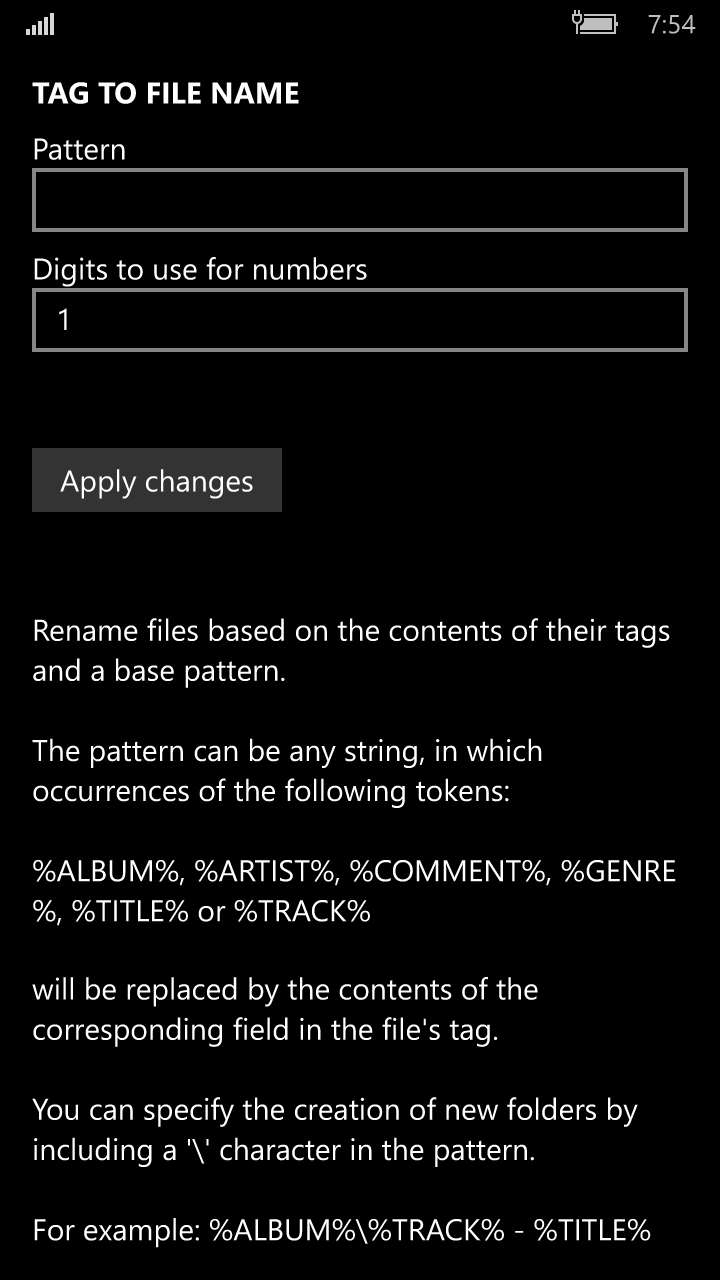 7:54
TAG TO FILE NAME
Pattern
Digits to use for numbers
1
Apply changes
Rename files based on the contents of their tags
and a base pattern.
The pattern can be any string, in which
occurrences of the following tokens:
%ALBUM%, %ARTIST%, %COMMENT%, %GENRE
%, %TITLE% or %TRACK%
will be replaced by the contents of the
corresponding field in the file's tag.
You can specify the creation of new folders by
including a '\' character in the pattern.
For example: %ALBUM%\%TRACK% - %TITLE%